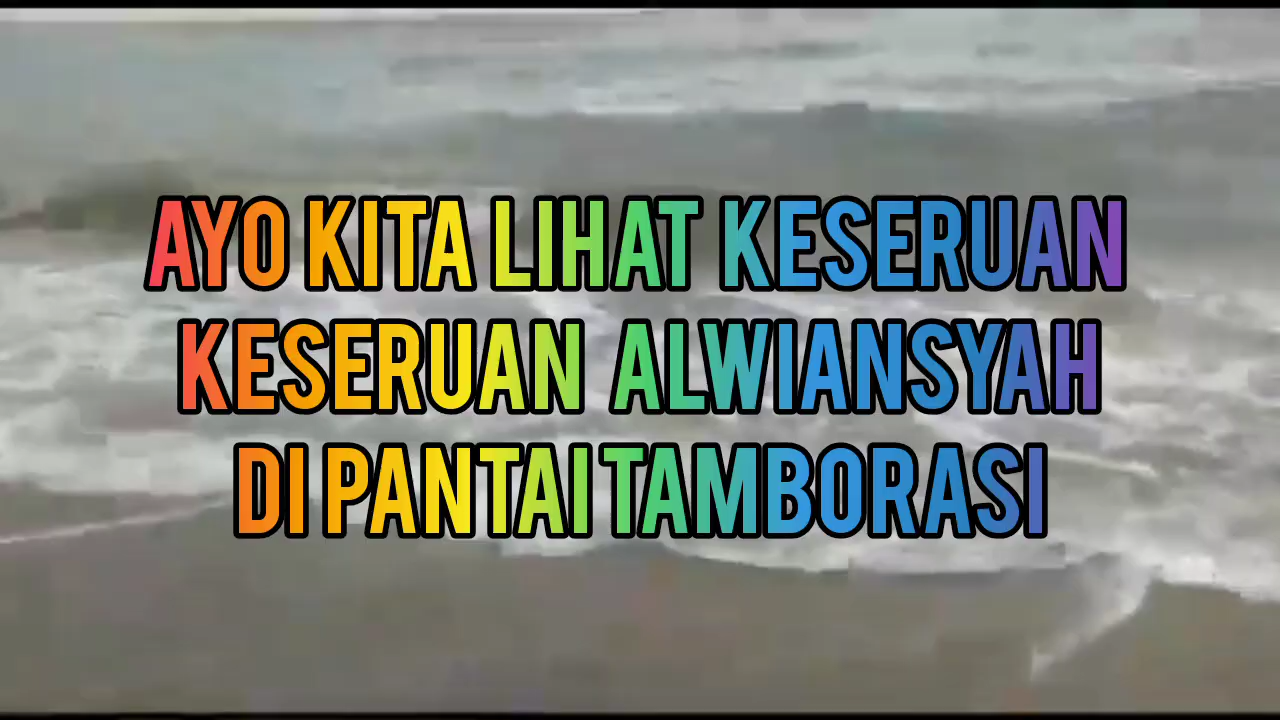 AYO KITA LIHAT KESERUAN
KESERUAN ALWIANSYAH
DI PANTAI TAMBORASI